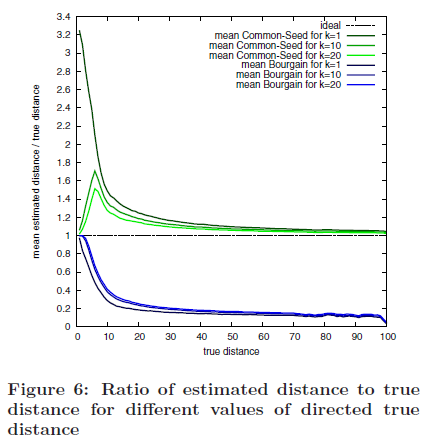 3.4
3.2
3
2.8
2.6
2.4
2.2
2
1.8
1.6
1.4
1.2
1
0.8
0.6
0.4
0.2
0
mean estimated distance / true distance
ideal
mean Common-Seed for k=1
mean Common-Seed for k=10
mean Common-Seed for k=20
mean Bourgain for k=1
mean Bourgain for k=10
mean Bourgain for k=20
0 10 20 30 40 50 60 70 80 90 100
true distance
Figure 6: Ratio of estimated distance to true
distance for different values of directed true
distance